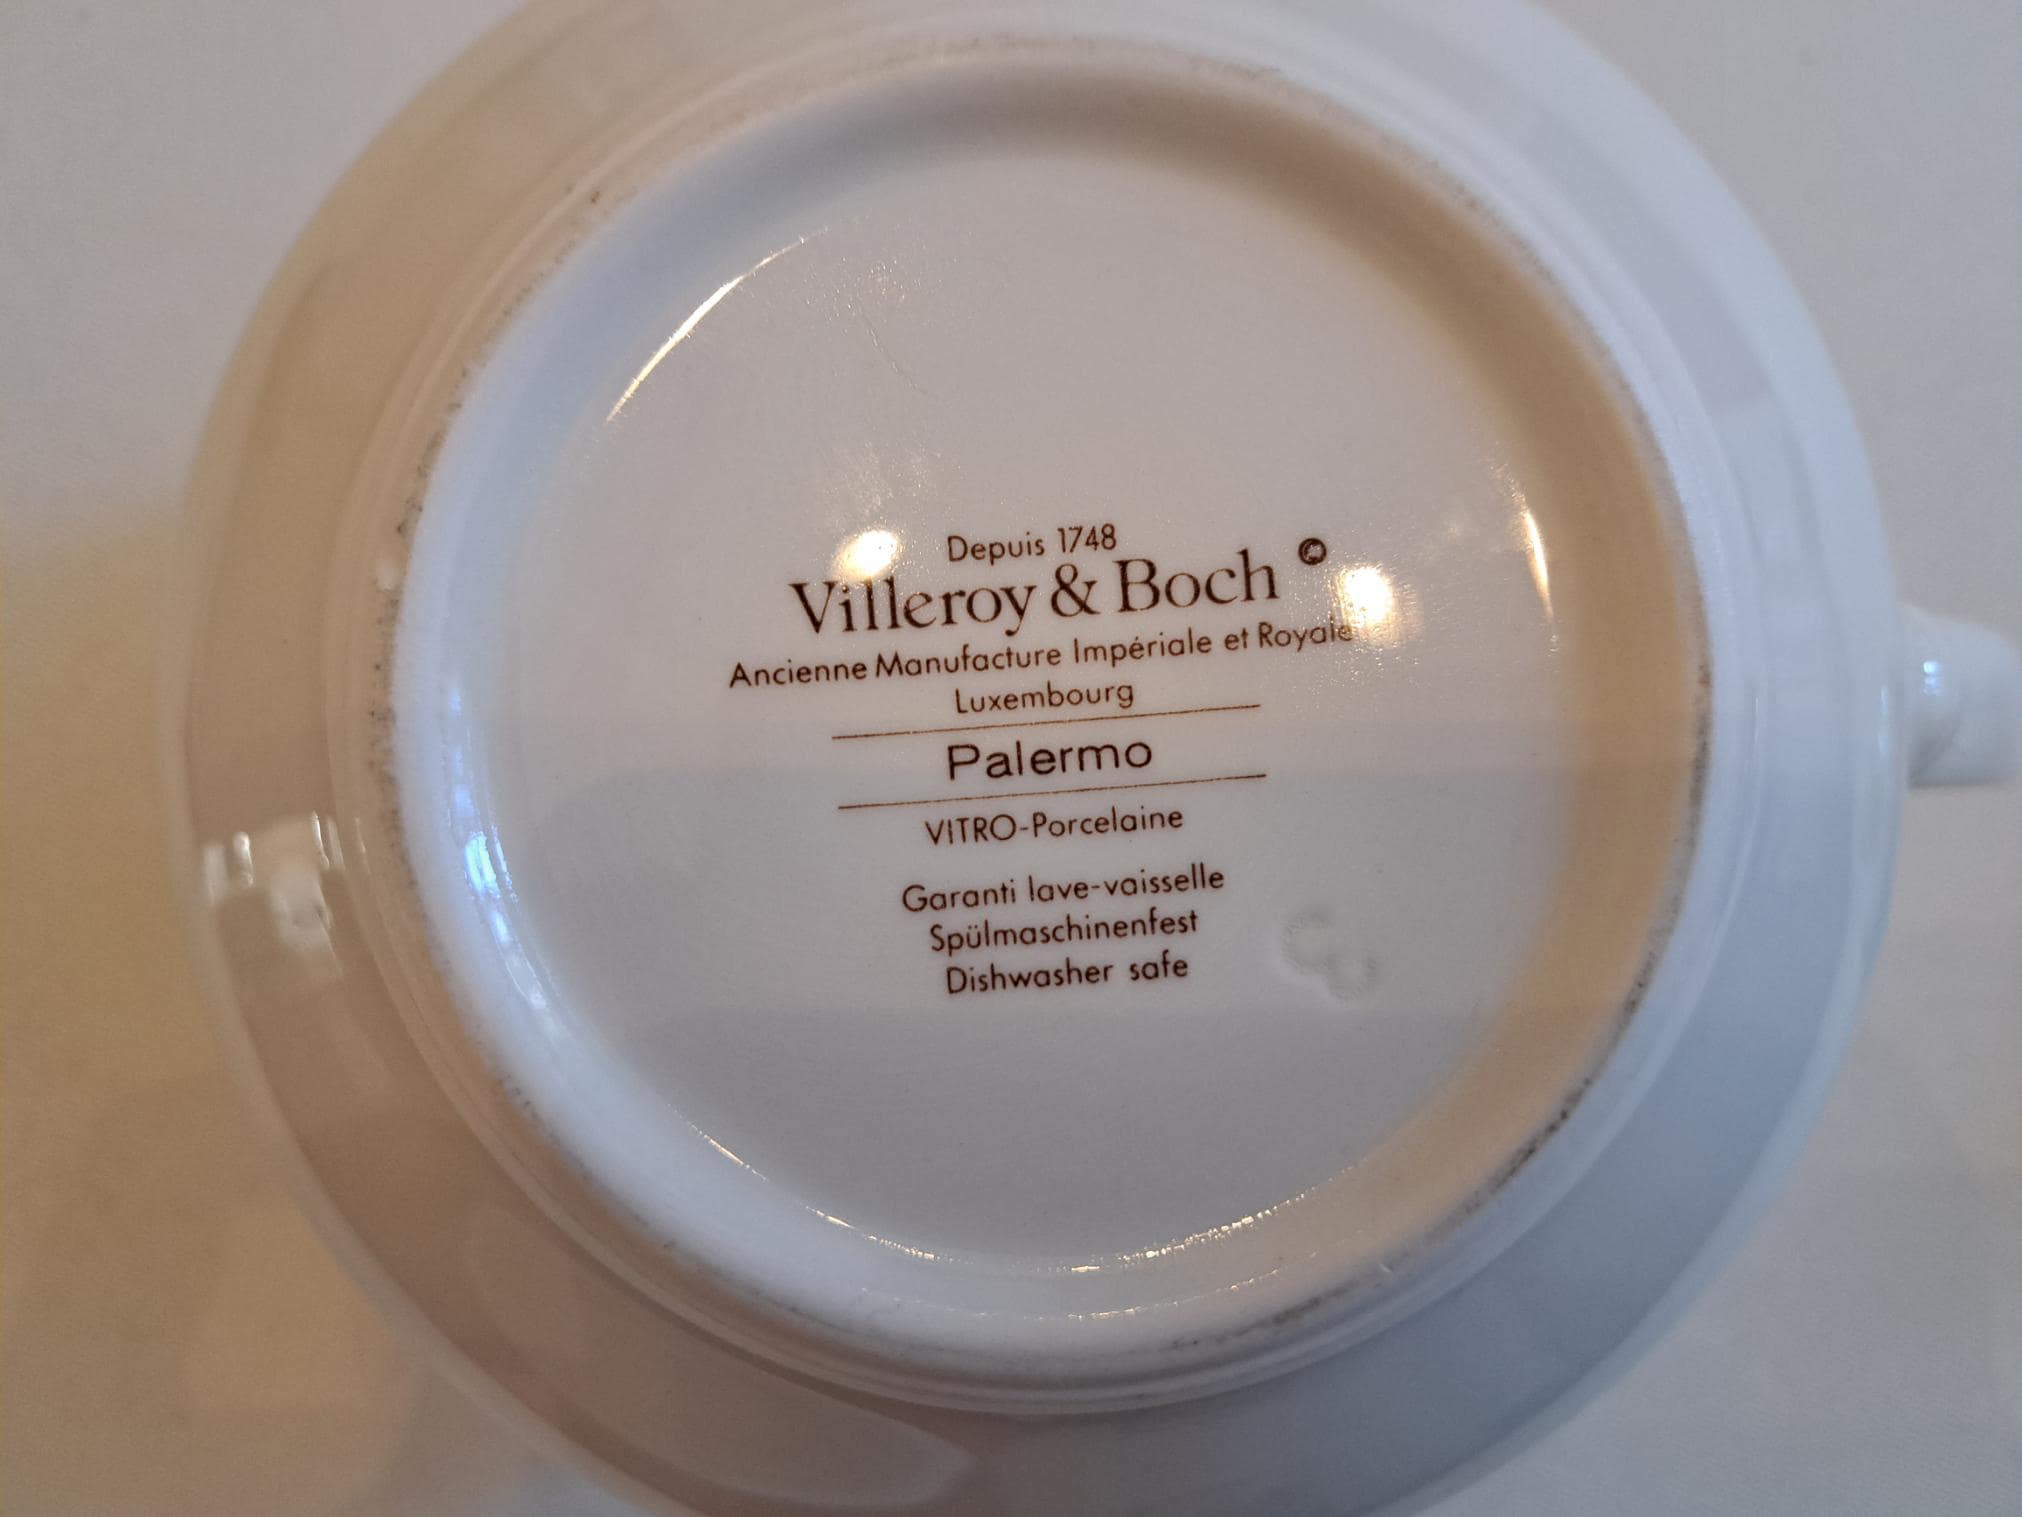 Depuis 1748
Villeroy & Boch ©
Ancienne Manufacture Impériale et Royale
Luxembourg
Palermo
VITRO-Porcelaine
Garanti lave-vaisselle
Spülmaschinenfest
Dishwasher safe